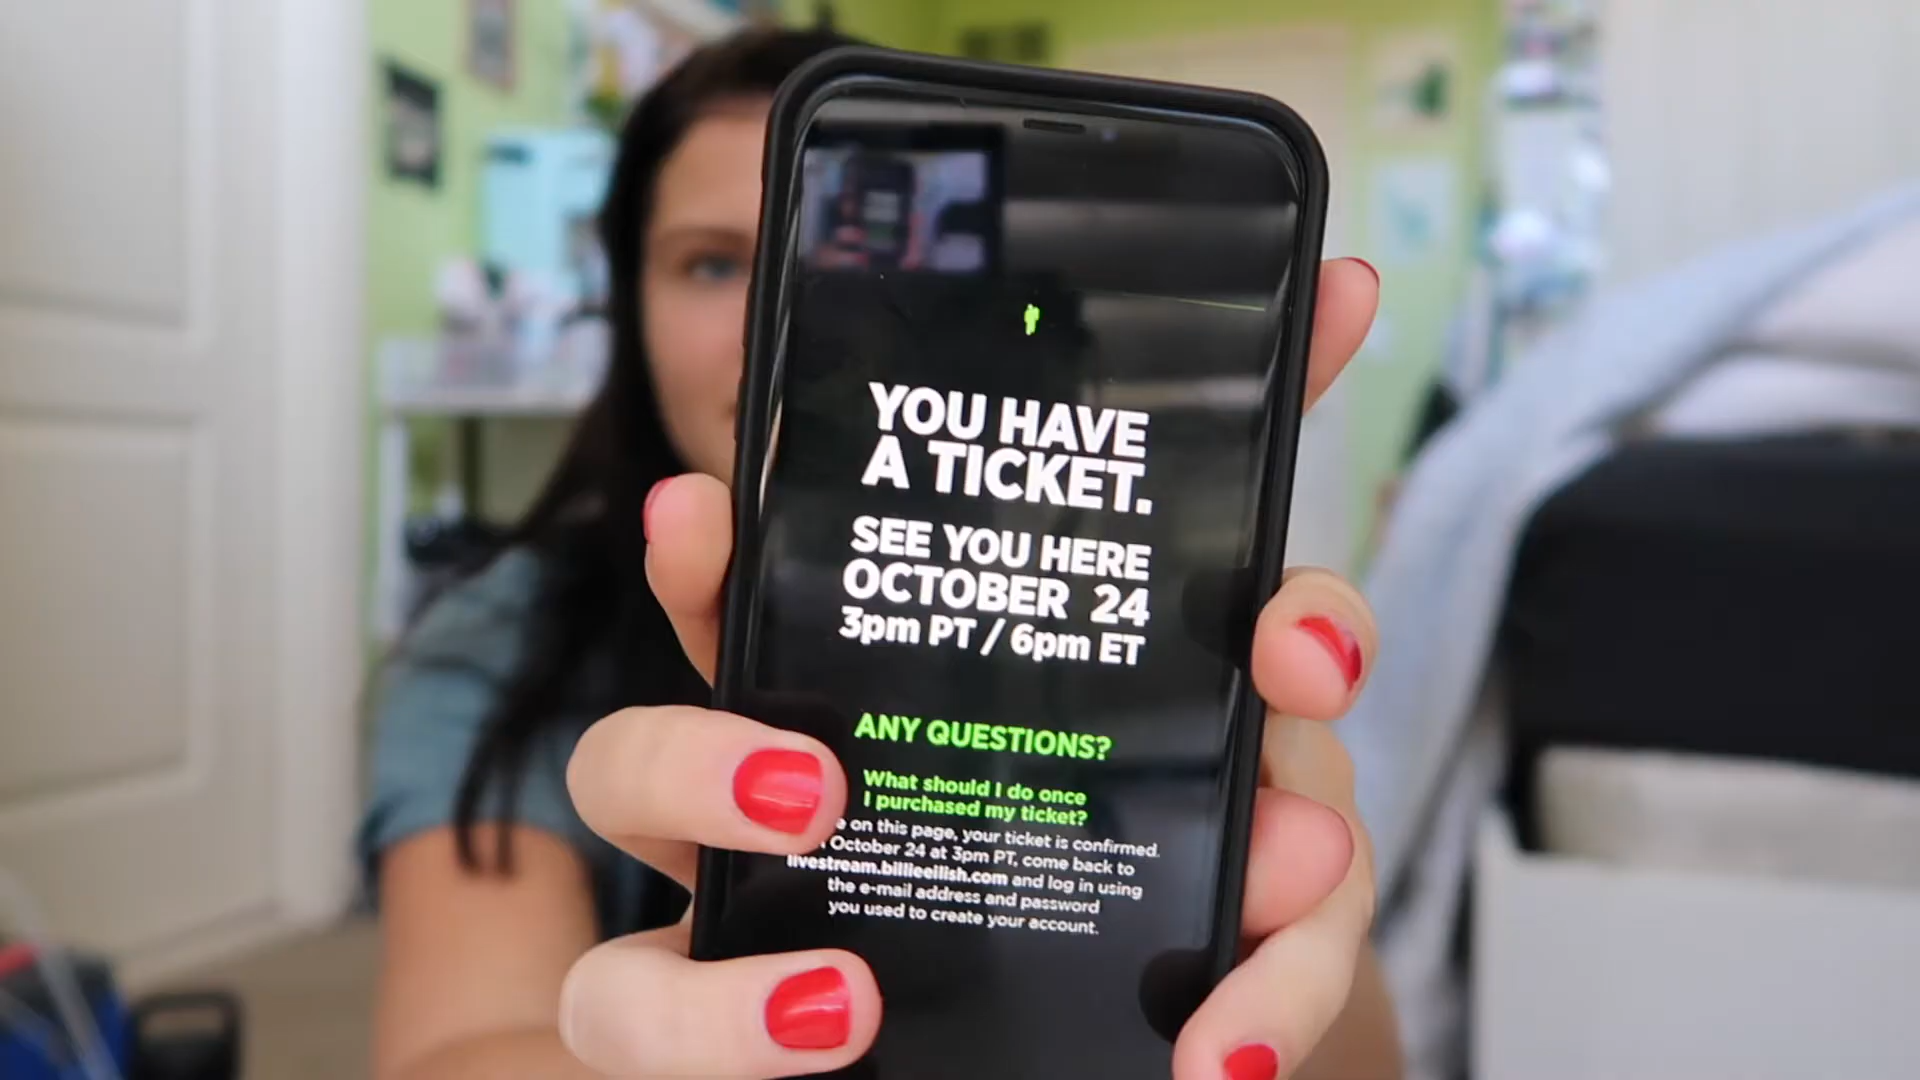 YOU HAVE
A TICKET.
SEE YOU HERE
OCTOBER 24
3pm PT / 6pm ET
ANY QUESTIONS?
What should I do once
I purchased my ticket?
on this page, your ticket is confirmed.
October 24 at 3pm PT, come back to
livestream.billieeilish.com and log in using
the e-mail address and password
you used to create your account.